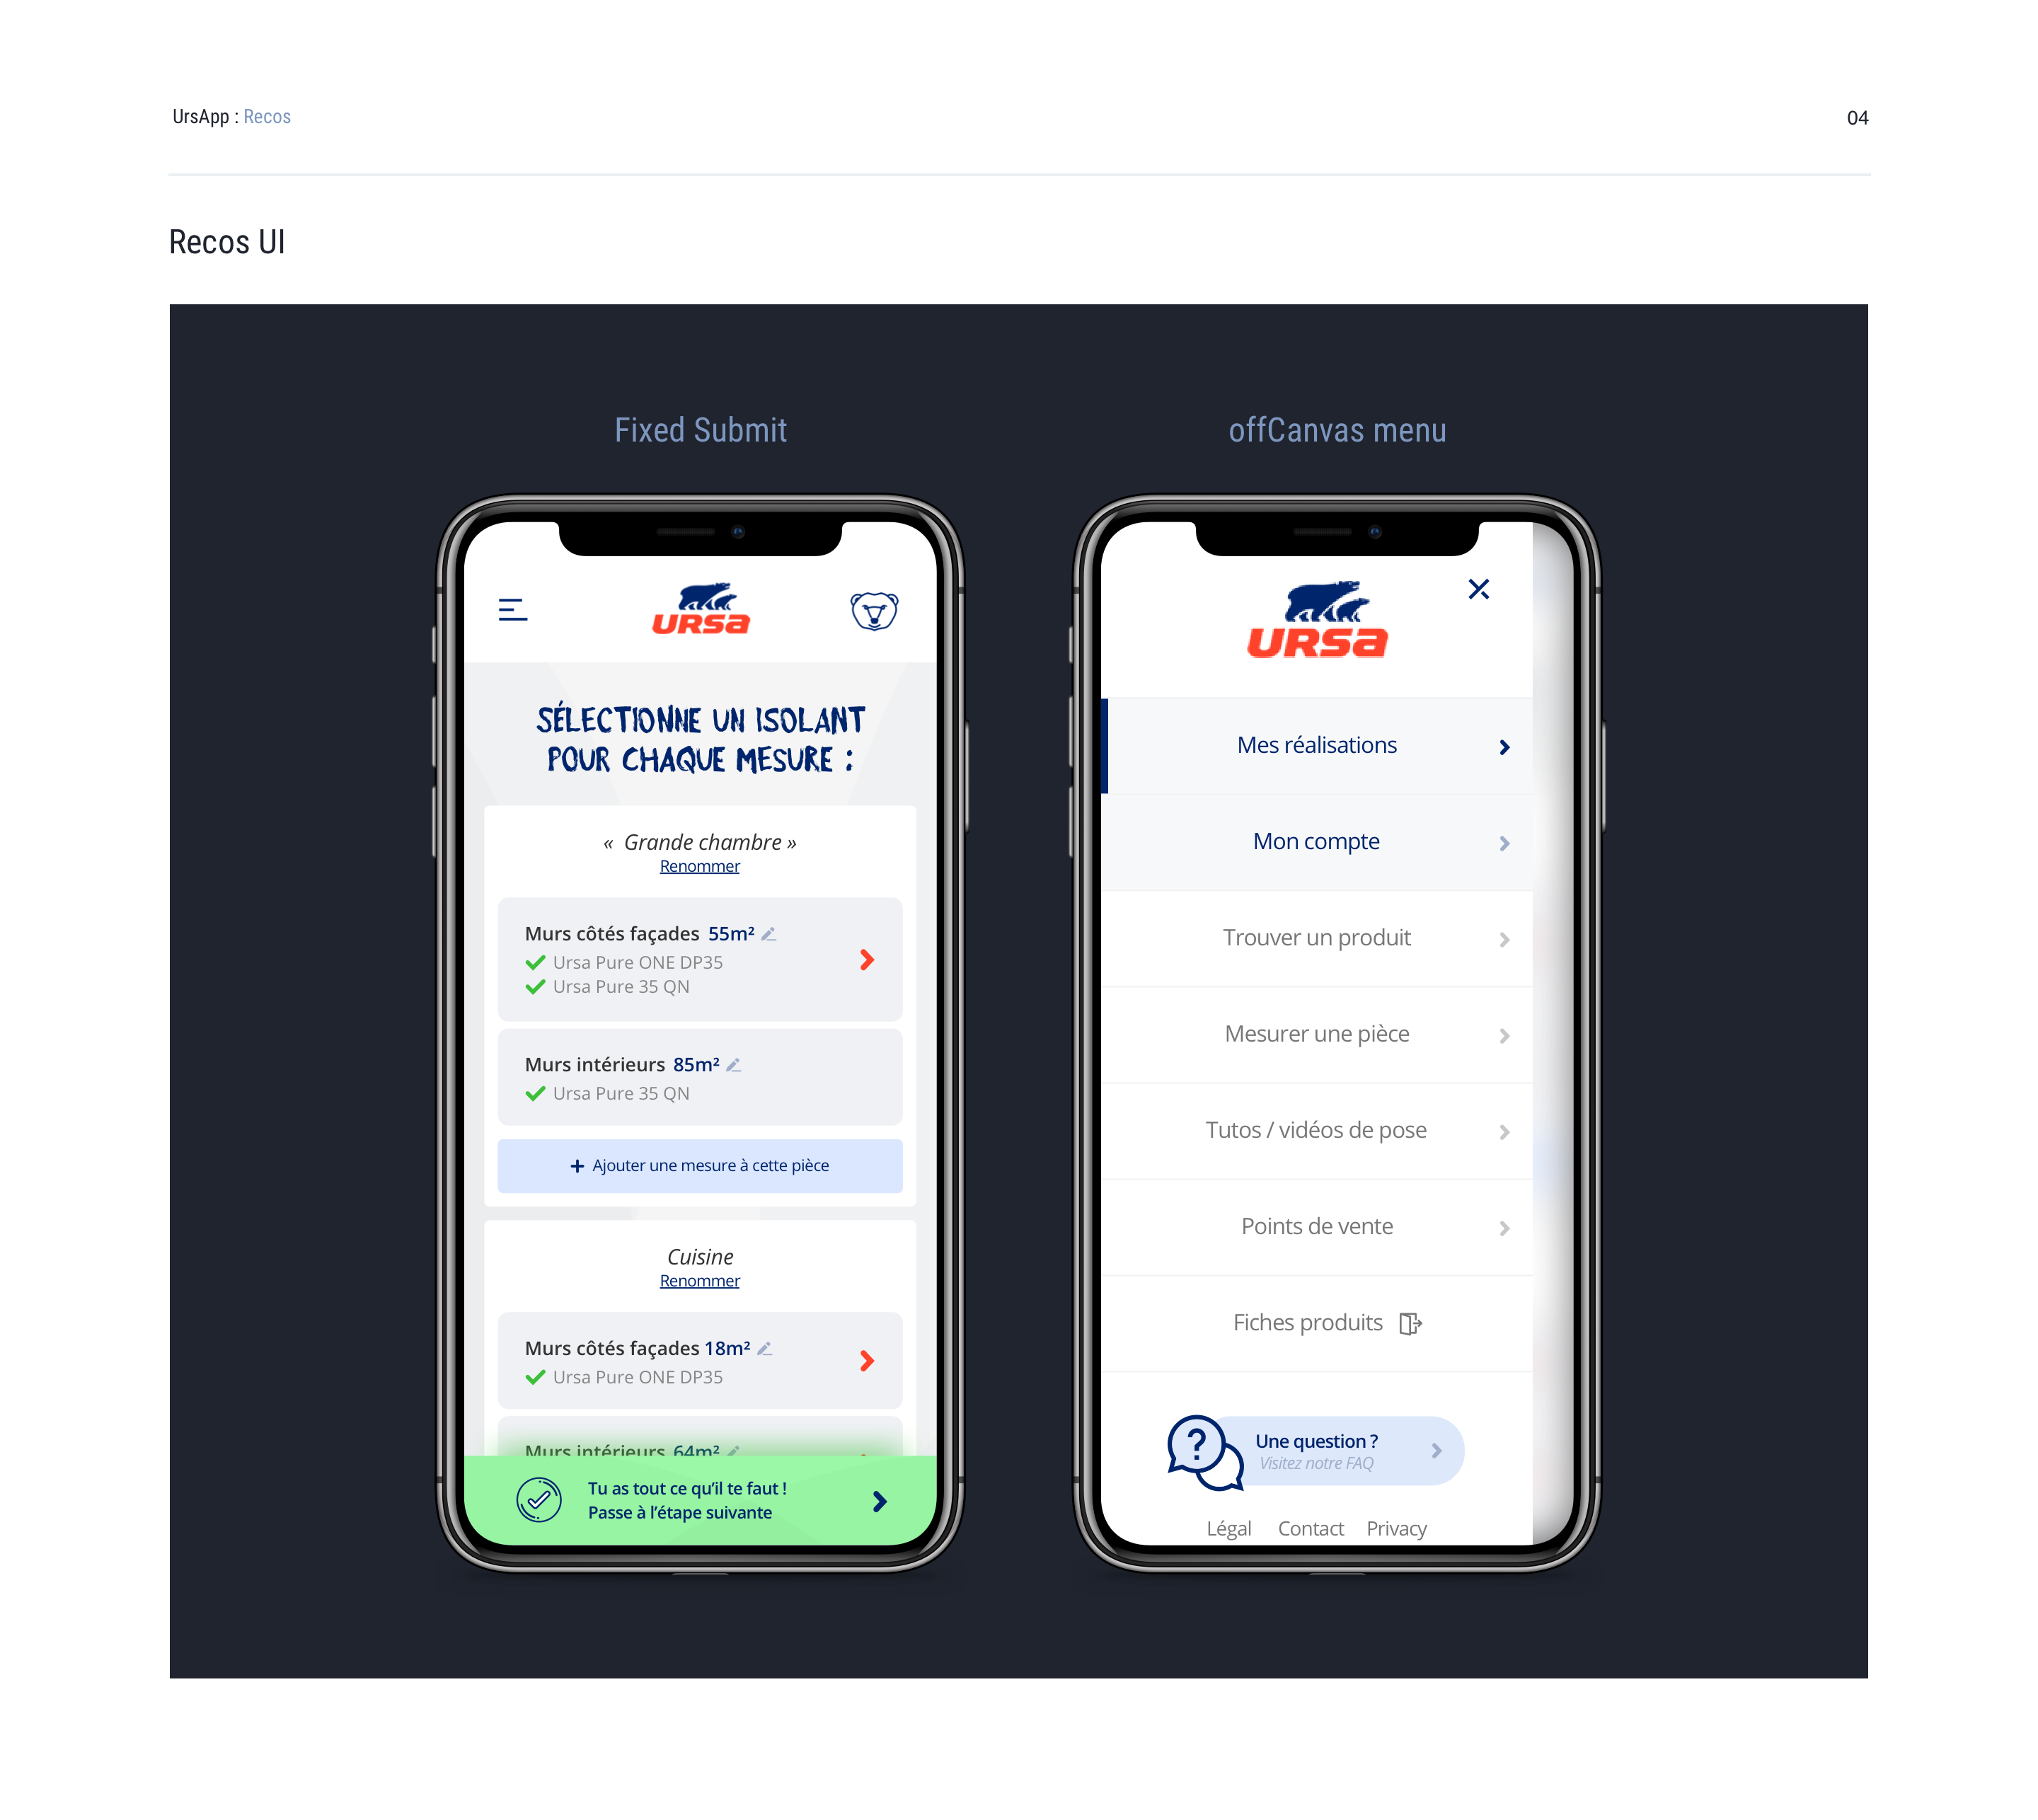 UrsApp : Recos
04
Recos UI
Fixed Submit
offCanvas menu
URSA
SÉLECTIONNE UN ISOLANT
POUR CHAQUE MESURE :
« Grande chambre »
Renommer
Murs côtés façades 55m²
Ursa Pure ONE DP35
Ursa Pure 35 QN
Murs intérieurs 85m²
Ursa Pure 35 QN
+ Ajouter une mesure à cette pièce
Cuisine
Renommer
Murs côtés façades 18m²
Ursa Pure ONE DP35
Murs intérieurs 64m²
Tu as tout ce qu’il te faut !
Passe à l’étape suivante
URSA
Mes réalisations
Mon compte
Trouver un produit
Mesurer une pièce
Tutos / vidéos de pose
Points de vente
Fiches produits
?
Une question ?
Visitez notre FAQ
Légal Contact Privacy